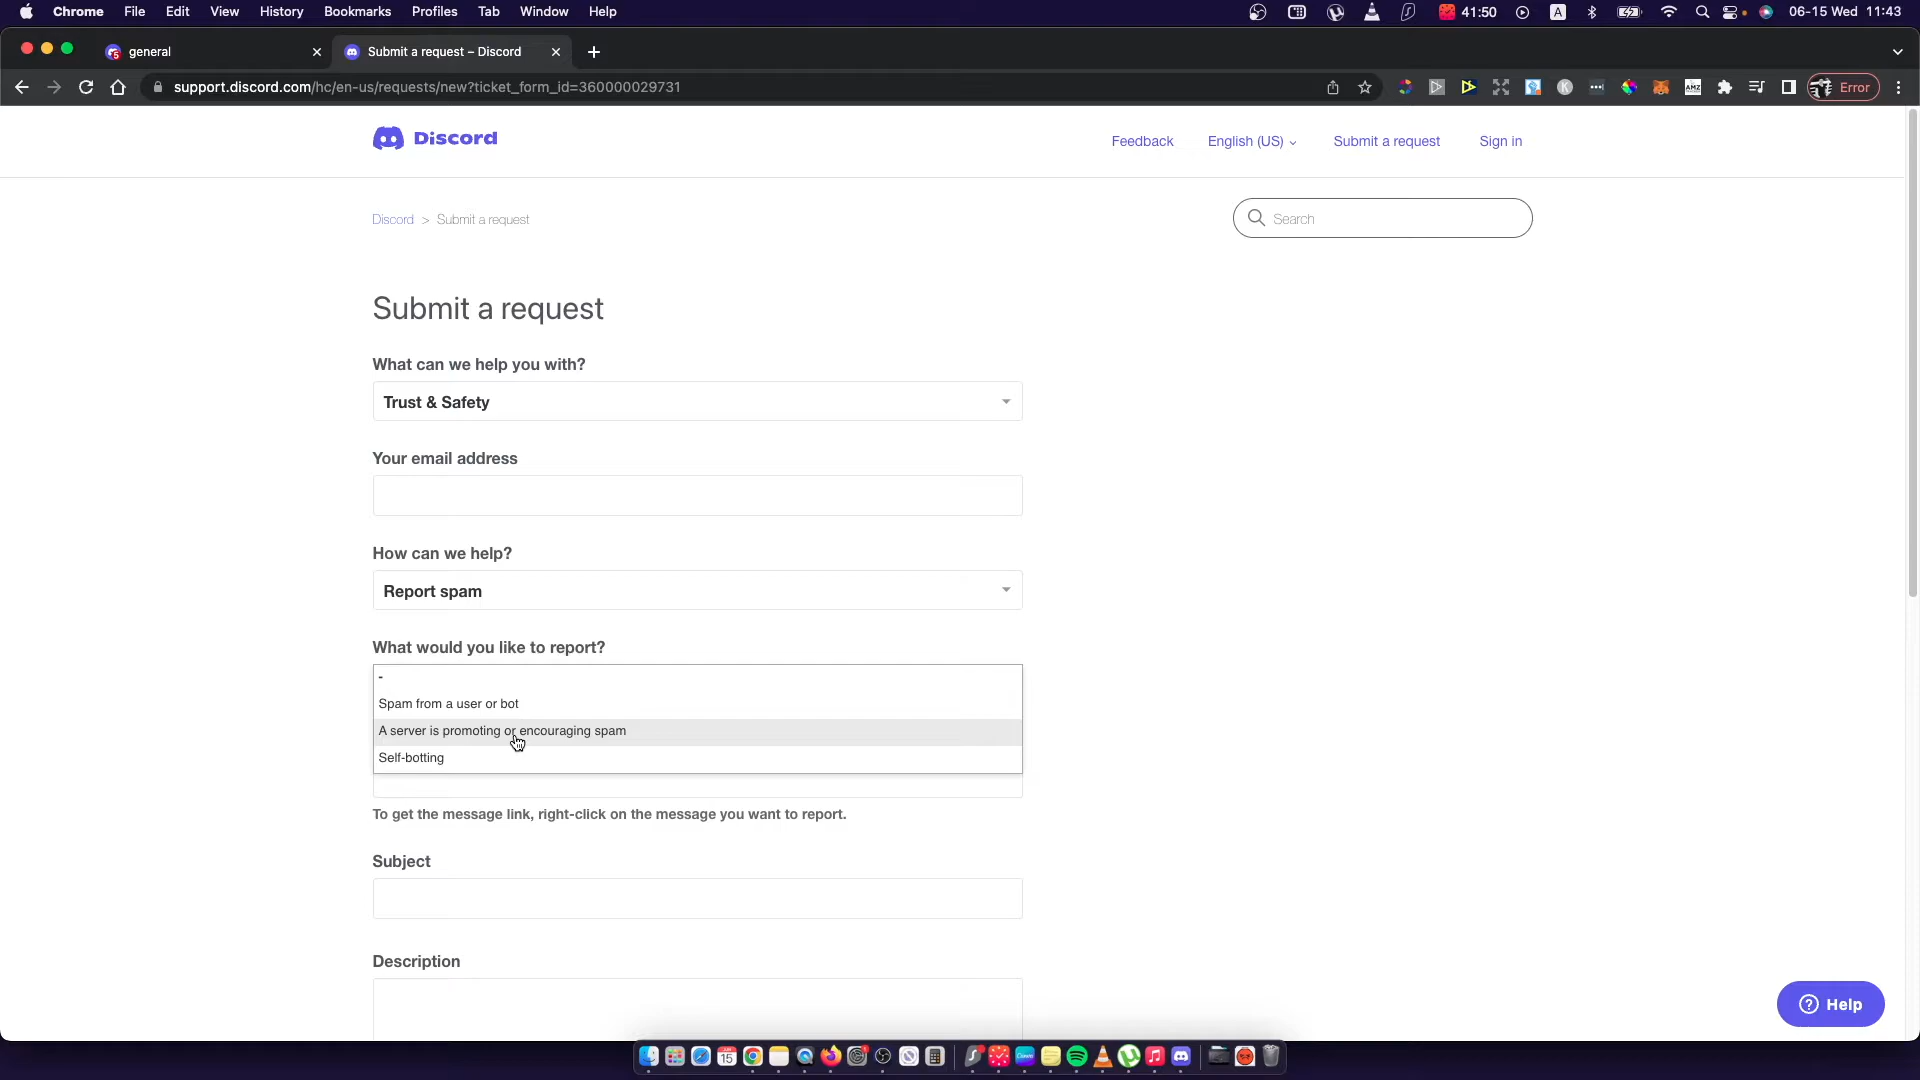 Chrome File Edit View History Bookmarks Profiles Tab Window Help 41:50 A 06-15 Wed 11:43
general Submit a request – Discord
support.discord.com/hc/en-us/requests/new?ticket_form_id=360000029731 K AMZ Error
Discord Feedback English (US) Submit a request Sign in
Discord > Submit a request Search
Submit a request
What can we help you with?
Trust & Safety
Your email address
How can we help?
Report spam
What would you like to report?
-
Spam from a user or bot
A server is promoting or encouraging spam
Self-botting
To get the message link, right-click on the message you want to report.
Subject
Description
Help
15